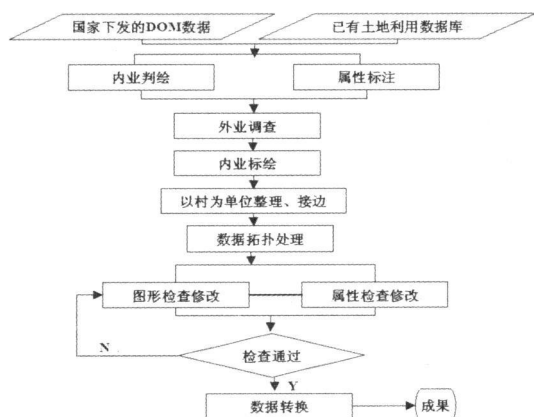 国家下发的DOM数据
已有土地利用数据库
内业判绘
属性标注
外业调查
内业标绘
以村为单位整理、接边
数据拓扑处理
图形检查修改
属性检查修改
N
检查通过
Y
数据转换
成果